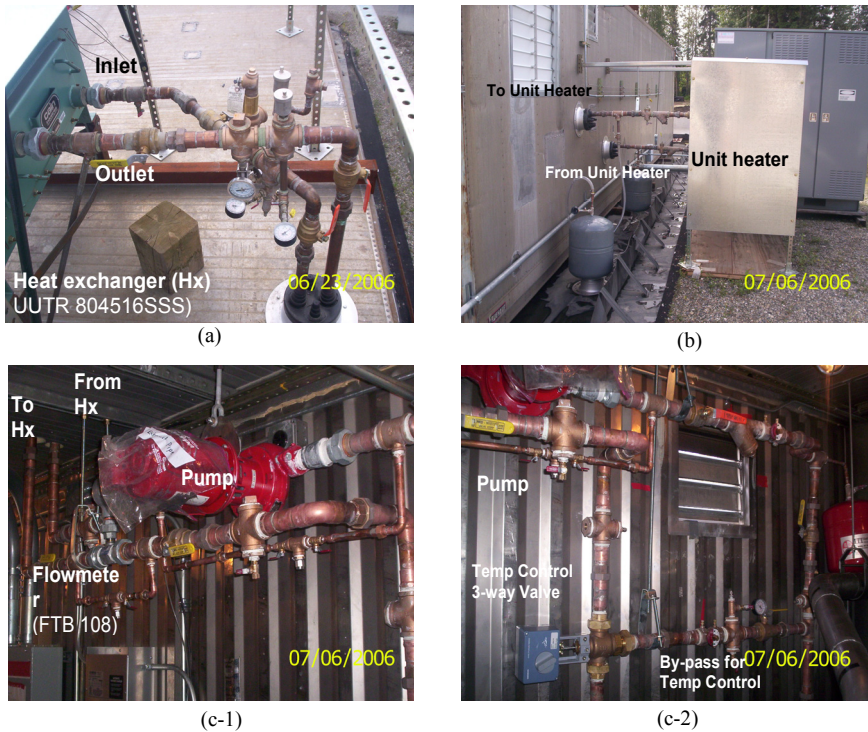 Inlet
Outlet
Heat exchanger (Hx)
UUTR 804516SSS)
06/23/2006
(a)
To Unit Heater
From Unit Heater
Unit heater
07/06/2006
(b)
To
Hx
From
Hx
Pump
Flowmete
r
(FTB 108)
07/06/2006
(c-1)
Pump
Temp Control
3-way Valve
By-pass for
Temp Control
07/06/2006
(c-2)